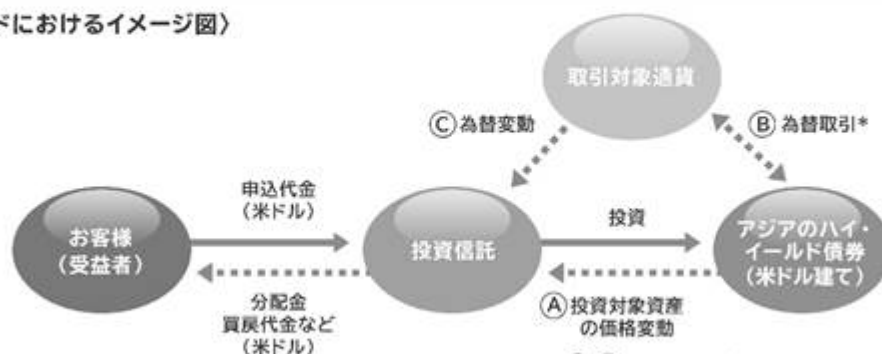 ドにおけるイメージ図〉
取引対象通貨
Ⓒ為替変動
Ⓑ 為替取引*
申込代金
(米ドル)
投資
お客様
(受益者)
投資信託
アジアのハイ・
イールド債券
(米ドル建て)
分配金
買戻代金など
(米ドル)
Ⓐ投資対象資産
の価格変動